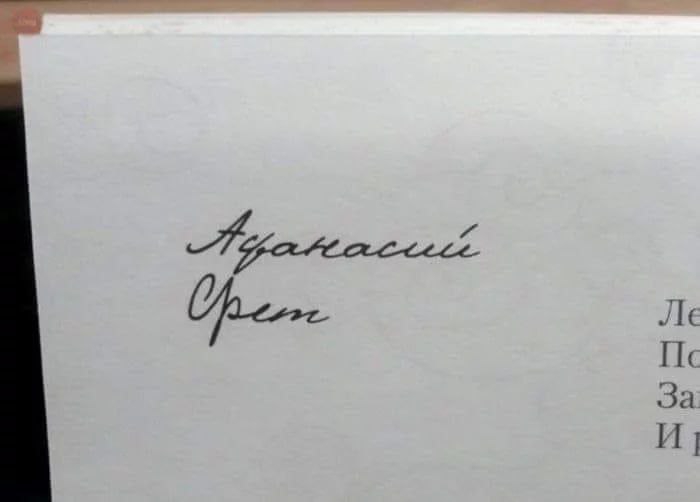 Афанасий
Фет
Ле
По
За
И р